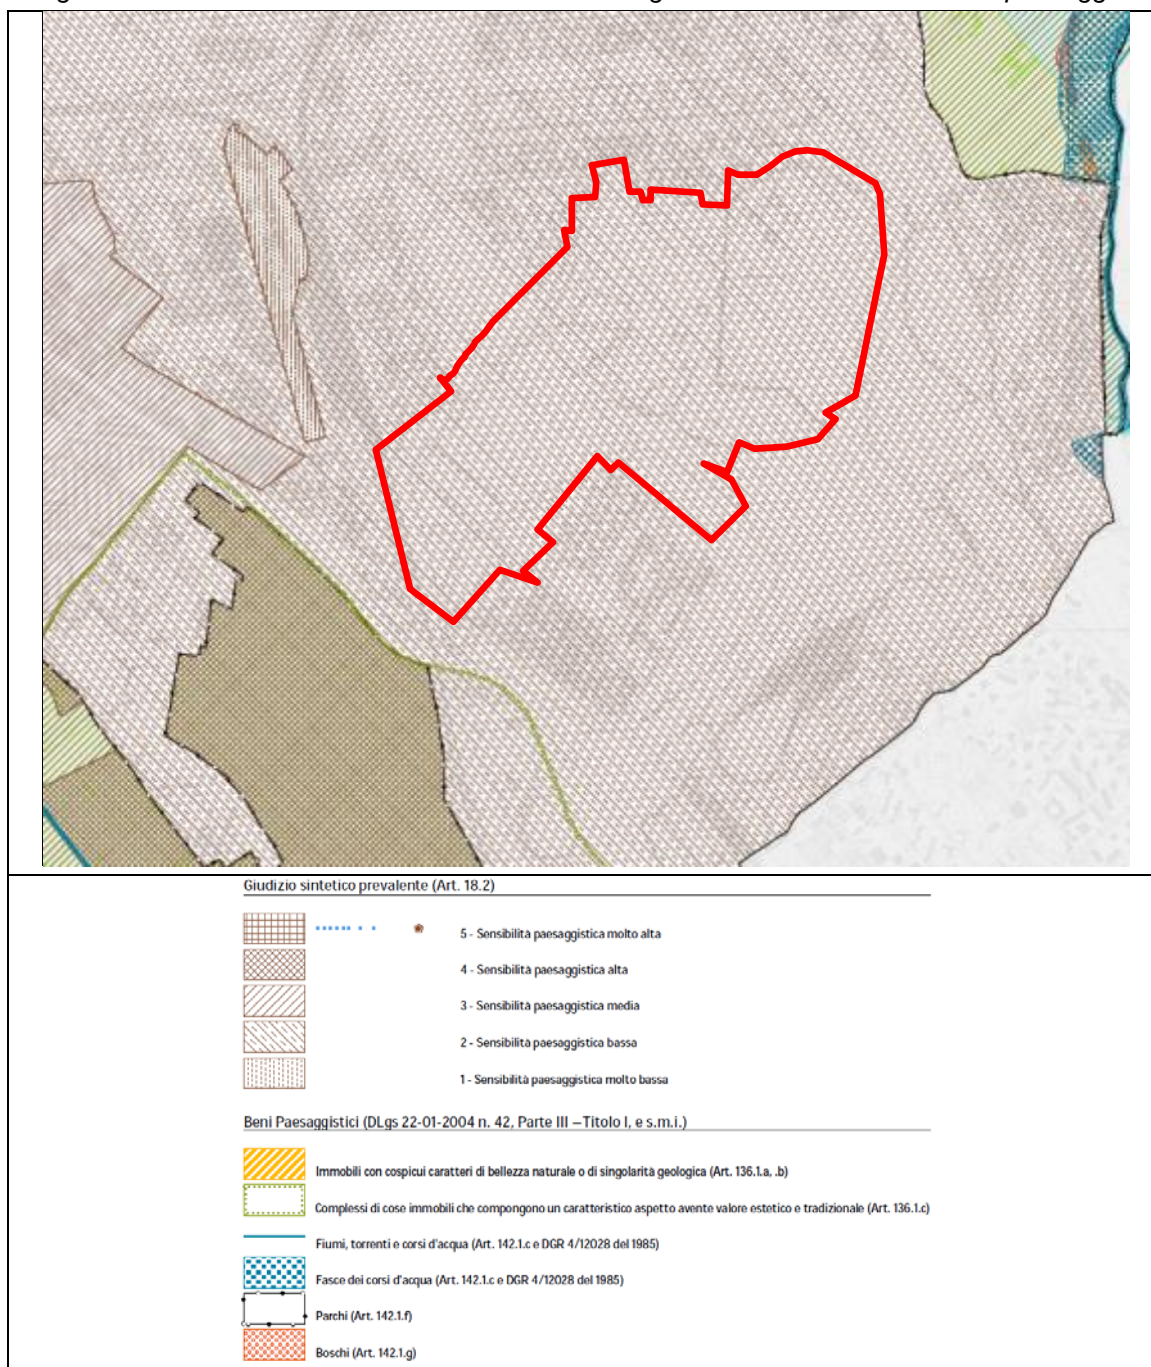 Giudizio sintetico prevalente (Art. 18.2)
5 - Sensibilità paesaggistica molto alta
4 - Sensibilità paesaggistica alta
3 - Sensibilità paesaggistica media
2 - Sensibilità paesaggistica bassa
1 - Sensibilità paesaggistica molto bassa
Beni Paesaggistici (DLgs 22-01-2004 n. 42, Parte III – Titolo I, e s.m.i.)
Immobili con cospicui caratteri di bellezza naturale o di singolarità geologica (Art. 136.1.a, .b)
Complessi di cose immobili che compongono un caratteristico aspetto avente valore estetico e tradizionale (Art. 136.1.c)
Fiumi, torrenti e corsi d'acqua (Art. 142.1.c e DGR 4/12028 del 1985)
Fasce dei corsi d'acqua (Art. 142.1.c e DGR 4/12028 del 1985)
Parchi (Art. 142.1.f)
Boschi (Art. 142.1.g)